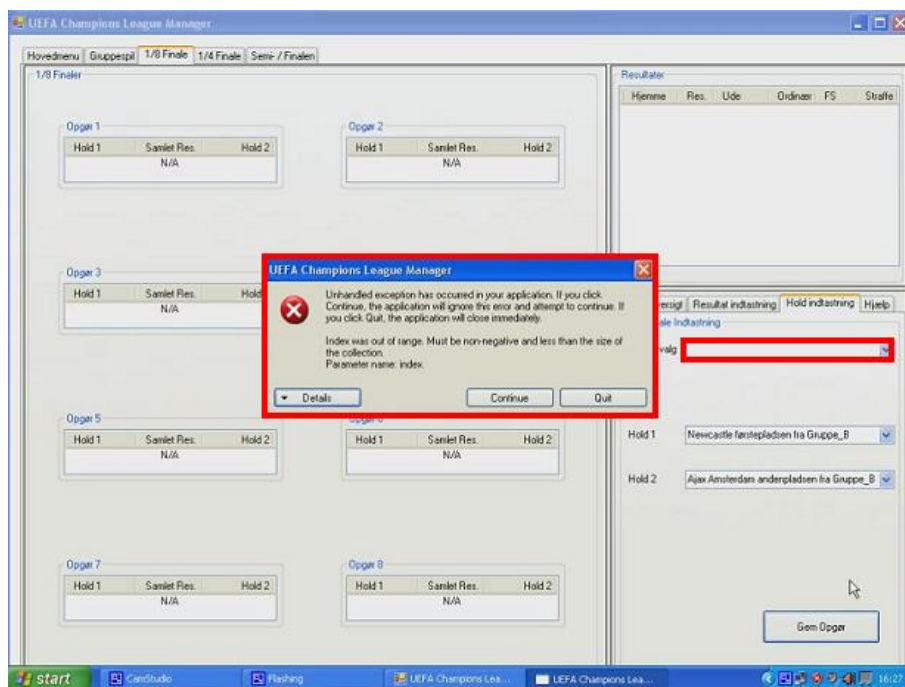 UEFA Champions League Manager
Hovedmenu Gruppespil 1/8 Finale 1/4 Finale Semi- / Finalen
1/8 Finaler
Opgør 1
Hold 1 Samlet Res. Hold 2
N/A
Opgør 2
Hold 1 Samlet Res. Hold 2
N/A
Resultater
Hjemme Res. Ude Ordinær FS Straffe
Opgør 3
Hold 1 Samlet Res. Hold
N/A
UEFA Champions League Manager
Unhandled exception has occurred in your application. If you click
Continue, the application will ignore this error and attempt to continue. If
you click Quit, the application will close immediately.
Index was out of range. Must be non-negative and less than the size of
the collection.
Parameter name: index.
Details Continue Quit
Resultat indtastning Hold indtastning Hjælp
Indtastning
valg
Hold 1 Newcastle førstepladsen fra Gruppe_B
Hold 2 Ajax Amsterdam andenpladsen fra Gruppe_B
Opgør 5
Hold 1 Samlet Res. Hold 2
N/A
Hold 1 Samlet Res. Hold 2
N/A
Opgør 7
Hold 1 Samlet Res. Hold 2
N/A
Opgør 8
Hold 1 Samlet Res. Hold 2
N/A
Gem Opgør
start CamStudio Flashing UEFA Champions Lea... UEFA Champions Lea... 16:27